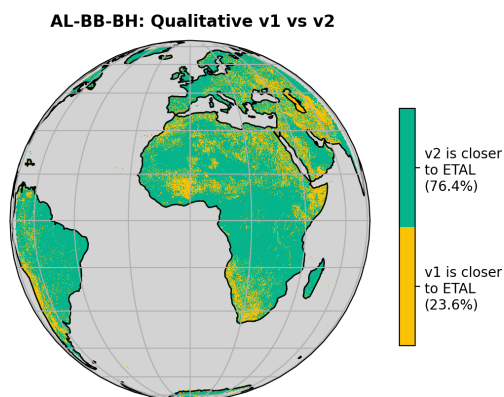 AL-BB-BH: Qualitative v1 vs v2
v2 is closer
to ETAL
(76.4%)
v1 is closer
to ETAL
(23.6%)